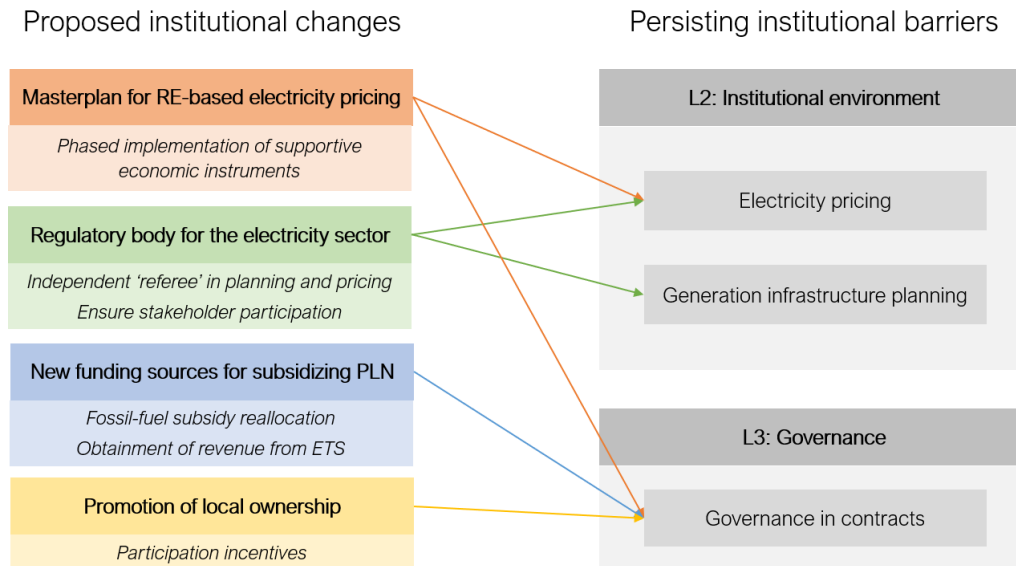 Proposed institutional changes
Persisting institutional barriers
Masterplan for RE-based electricity pricing
Phased implementation of supportive
economic instruments
Regulatory body for the electricity sector
Independent ‘referee’ in planning and pricing
Ensure stakeholder participation
New funding sources for subsidizing PLN
Fossil-fuel subsidy reallocation
Obtainment of revenue from ETS
Promotion of local ownership
Participation incentives
L2: Institutional environment
Electricity pricing
Generation infrastructure planning
L3: Governance
Governance in contracts